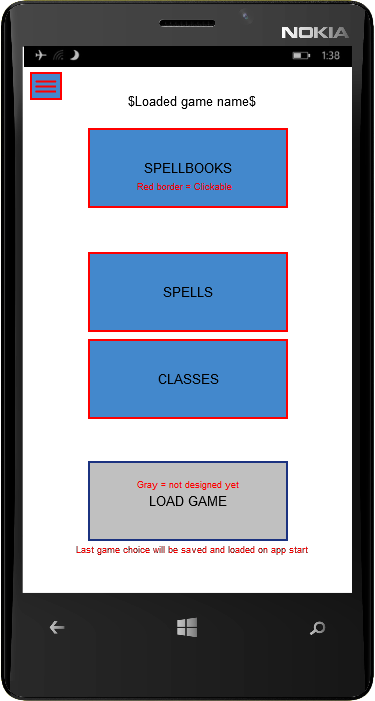 NOKIA
1:38
$Loaded game name$
SPELLBOOKS
Red border = Clickable
SPELLS
CLASSES
Gray = not designed yet
LOAD GAME
Last game choice will be saved and loaded on app start